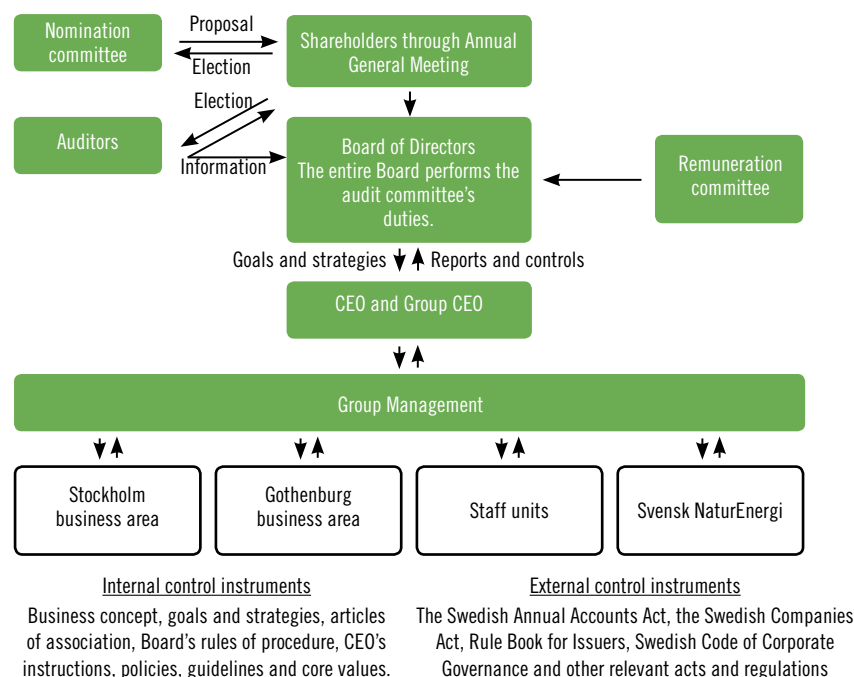 Nomination
committee
Proposal
Election
Shareholders through Annual
General Meeting
Election
Auditors
Information
Board of Directors
The entire Board performs the
audit committee's
duties.
Remuneration
committee
Goals and strategies
Reports and controls
CEO and Group CEO
Group Management
Stockholm
business area
Gothenburg
business area
Staff units
Svensk NaturEnergi
Internal control instruments
Business concept, goals and strategies, articles
of association, Board's rules of procedure, CEO's
instructions, policies, guidelines and core values.
External control instruments
The Swedish Annual Accounts Act, the Swedish Companies
Act, Rule Book for Issuers, Swedish Code of Corporate
Governance and other relevant acts and regulations